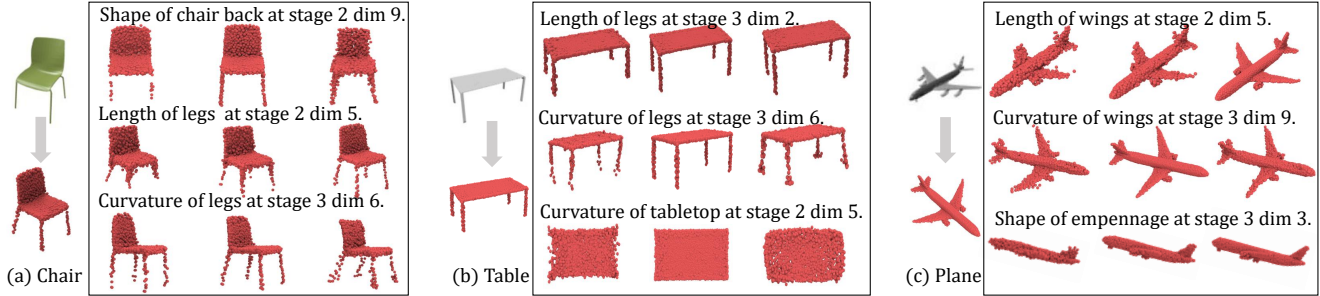 Shape of chair back at stage 2 dim 9.
Length of legs at stage 2 dim 5.
Curvature of legs at stage 3 dim 6.
(a) Chair
Length of legs at stage 3 dim 2.
Curvature of legs at stage 3 dim 6.
Curvature of tabletop at stage 2 dim 5.
(b) Table
Length of wings at stage 2 dim 5.
Curvature of wings at stage 3 dim 9.
Shape of empennage at stage 3 dim 3.
(c) Plane